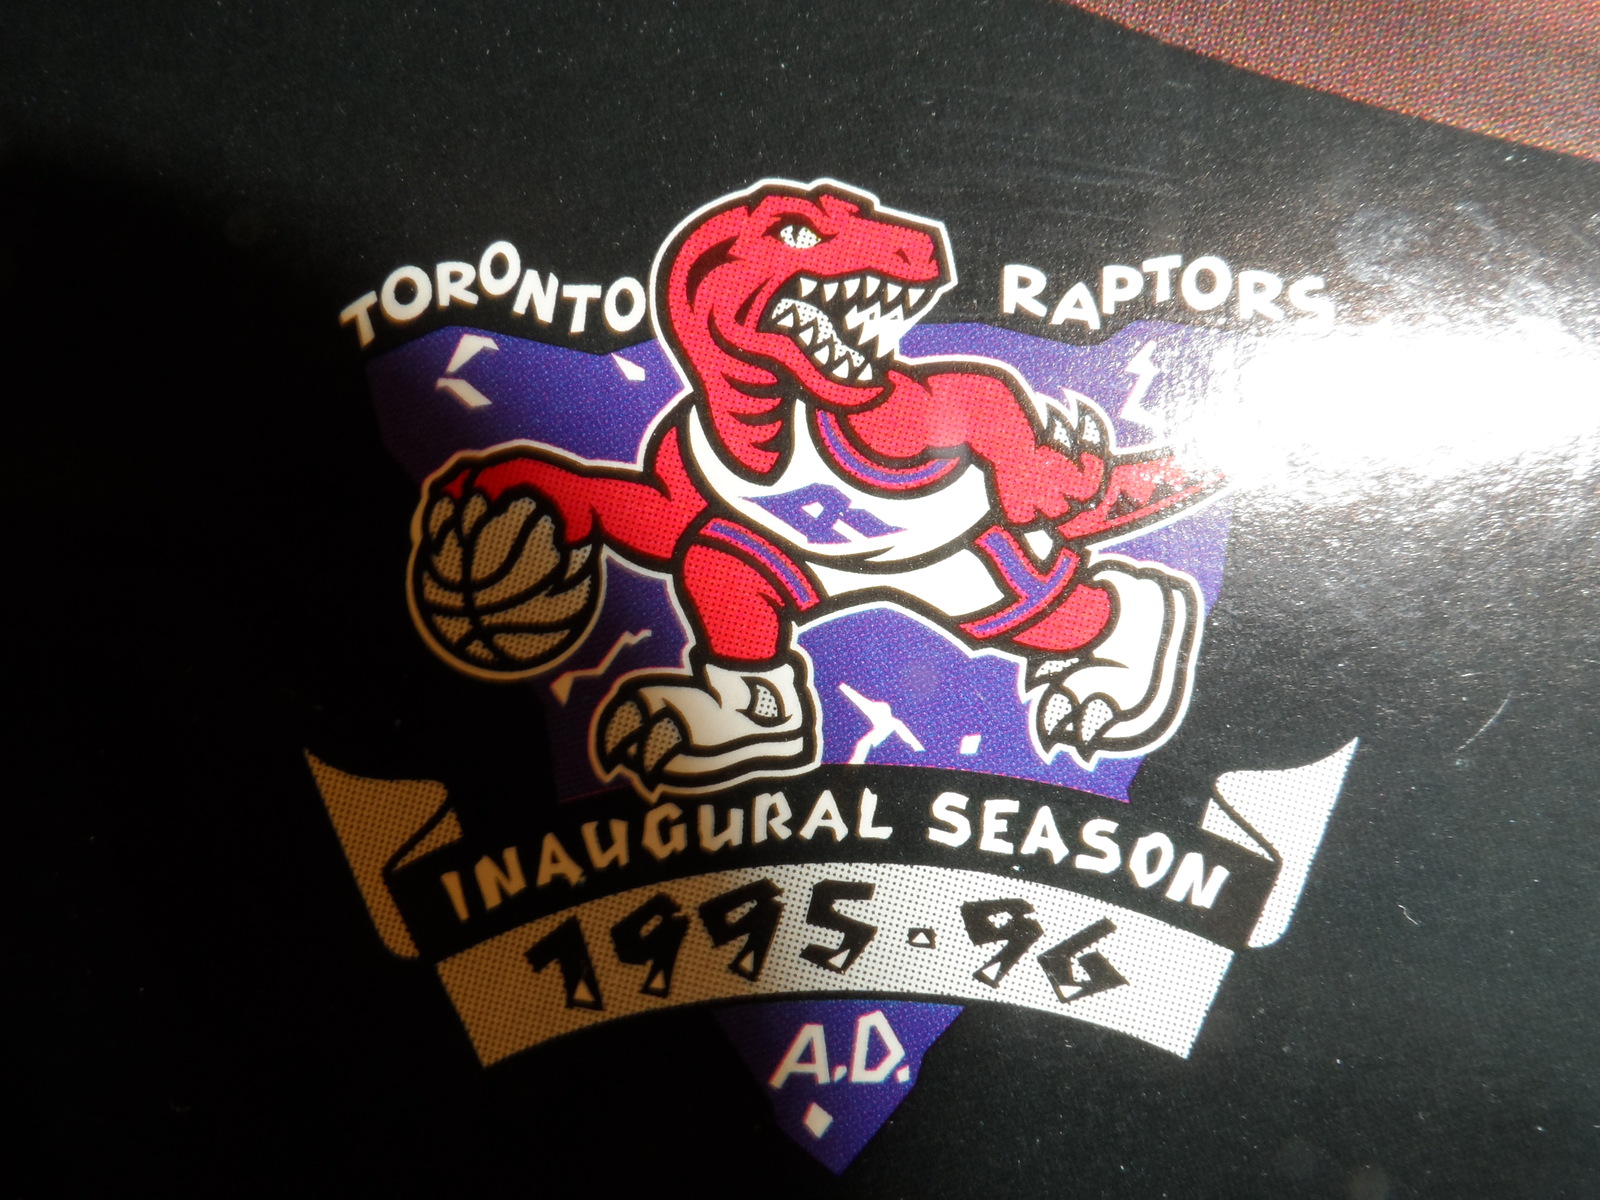 TORONTO RAPTORS
R
INAUGURAL SEASON
1995-96
A.D.